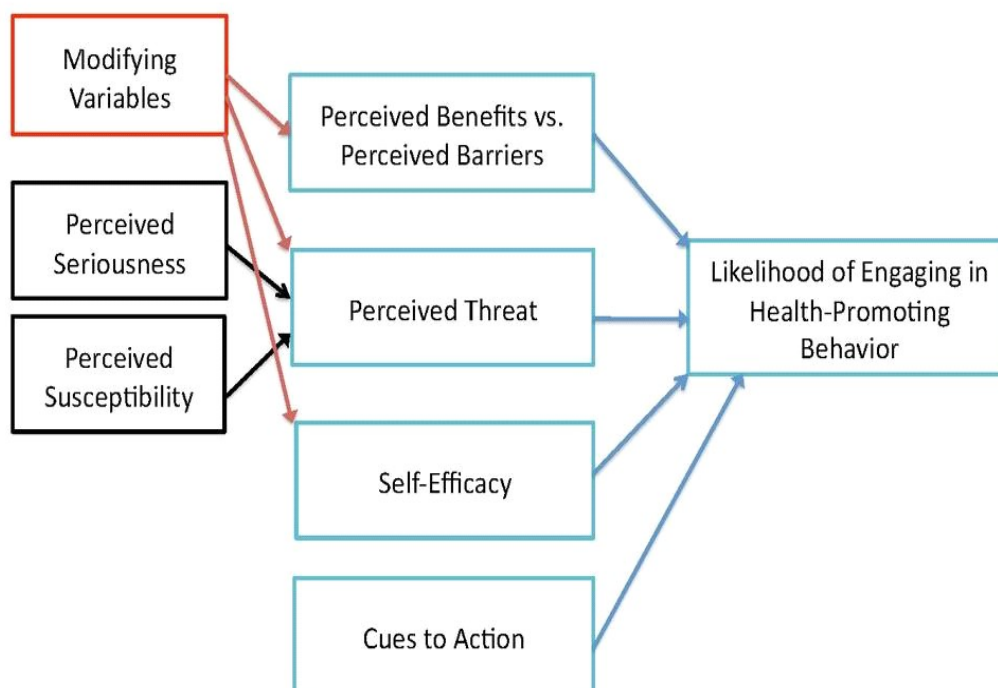 Modifying
Variables
Perceived Benefits vs.
Perceived Barriers
Perceived
Seriousness
Perceived Threat
Likelihood of Engaging in
Health-Promoting
Behavior
Perceived
Susceptibility
Self-Efficacy
Cues to Action